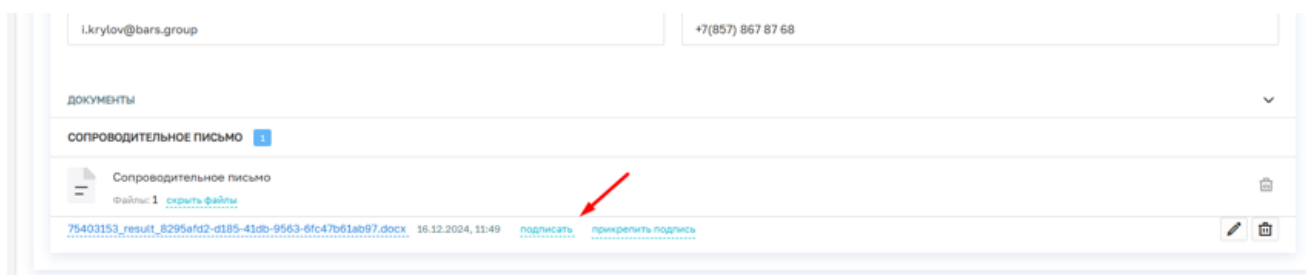 i.krylov@bars.group +7(857) 867 87 68
ДОКУМЕНТЫ
СОПРОВОДИТЕЛЬНОЕ ПИСЬМО 1
Сопроводительное письмо
Файлы: 1 скрыть файлы
75403153_result_8295afd2-d185-41db-9563-6fc47b61ab97.docx 16.12.2024, 11:49 подписать прикрепить подпись